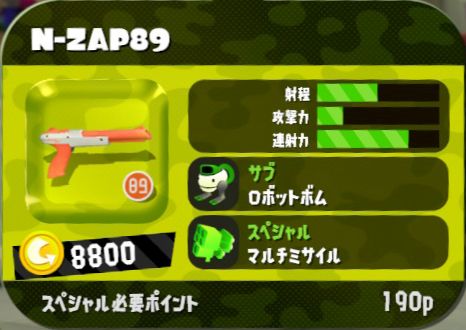 N-ZAP89
射程
攻撃力
連射力
89
サブ
ロボットボム
スペシャル
マルチミサイル
8800
スペシャル必要ポイント
190p